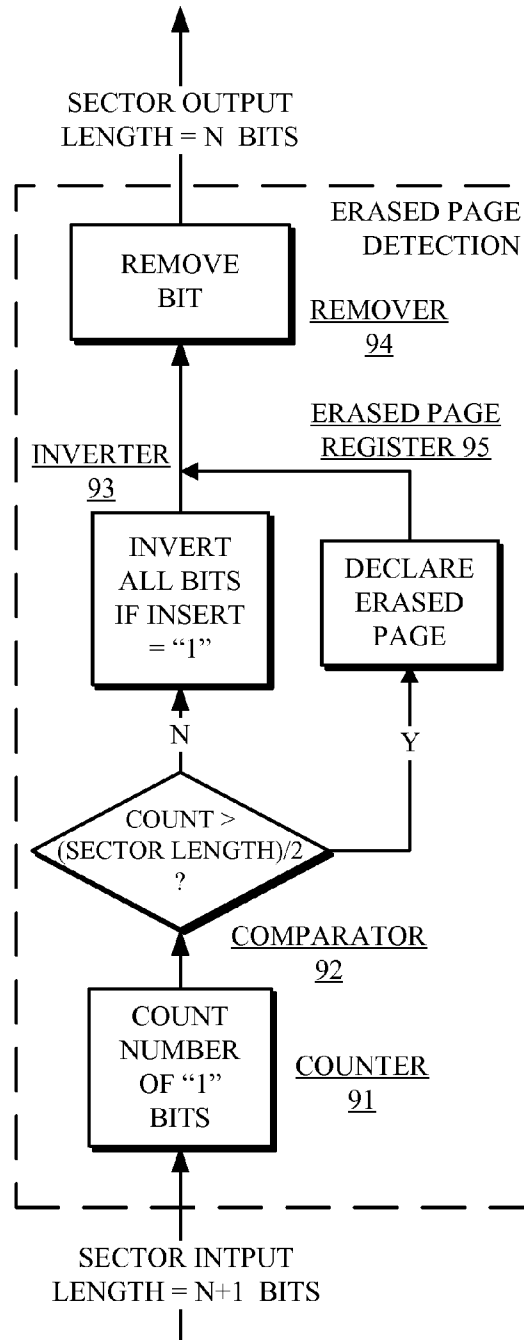 SECTOR OUTPUT
LENGTH = N BITS
ERASED PAGE
DETECTION
REMOVE
BIT
REMOVER
94
ERASED PAGE
REGISTER 95
INVERTER
93
INVERT
ALL BITS
IF INSERT
= “1”
DECLARE
ERASED
PAGE
N
Y
COUNT >
(SECTOR LENGTH)/2
?
COMPARATOR
92
COUNT
NUMBER
OF “1”
BITS
COUNTER
91
SECTOR INTPUT
LENGTH = N+1 BITS